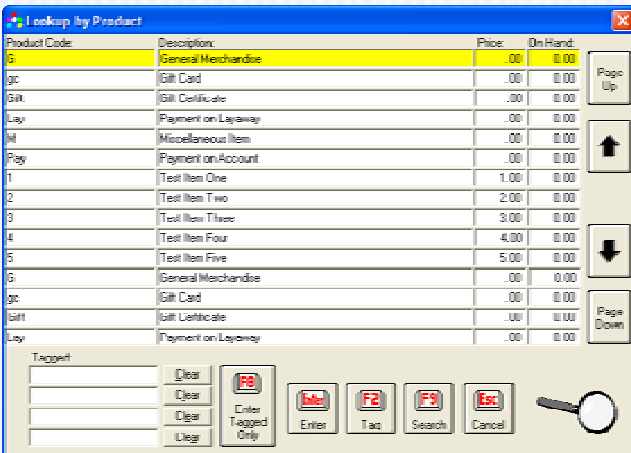 Lookup by Product
Product Code: Description: Price: On Hand:
G General Merchandise .00 0.00
gc Gift Card .00 0.00
Gift Gift Certificate .00 0.00
Lay Payment on Layaway .00 0.00
M Miscellaneous Item .00 0.00
Pay Payment on Account .00 0.00
1 Test Item One 1.00 0.00
2 Test Item Two 2.00 0.00
3 Test Item Three 3.00 0.00
4 Test Item Four 4.00 0.00
5 Test Item Five 5.00 0.00
G General Merchandise .00 0.00
gc Gift Card .00 0.00
Gift Gift Certificate .00 0.00
Lay Payment on Layaway .00 0.00
Page
Up
Page
Down
Tagged
Clear
Clear
Clear
Clear
F8
Enter
Tagged
Only
Enter
Enter
F2
Tag
F9
Search
Esc
Cancel